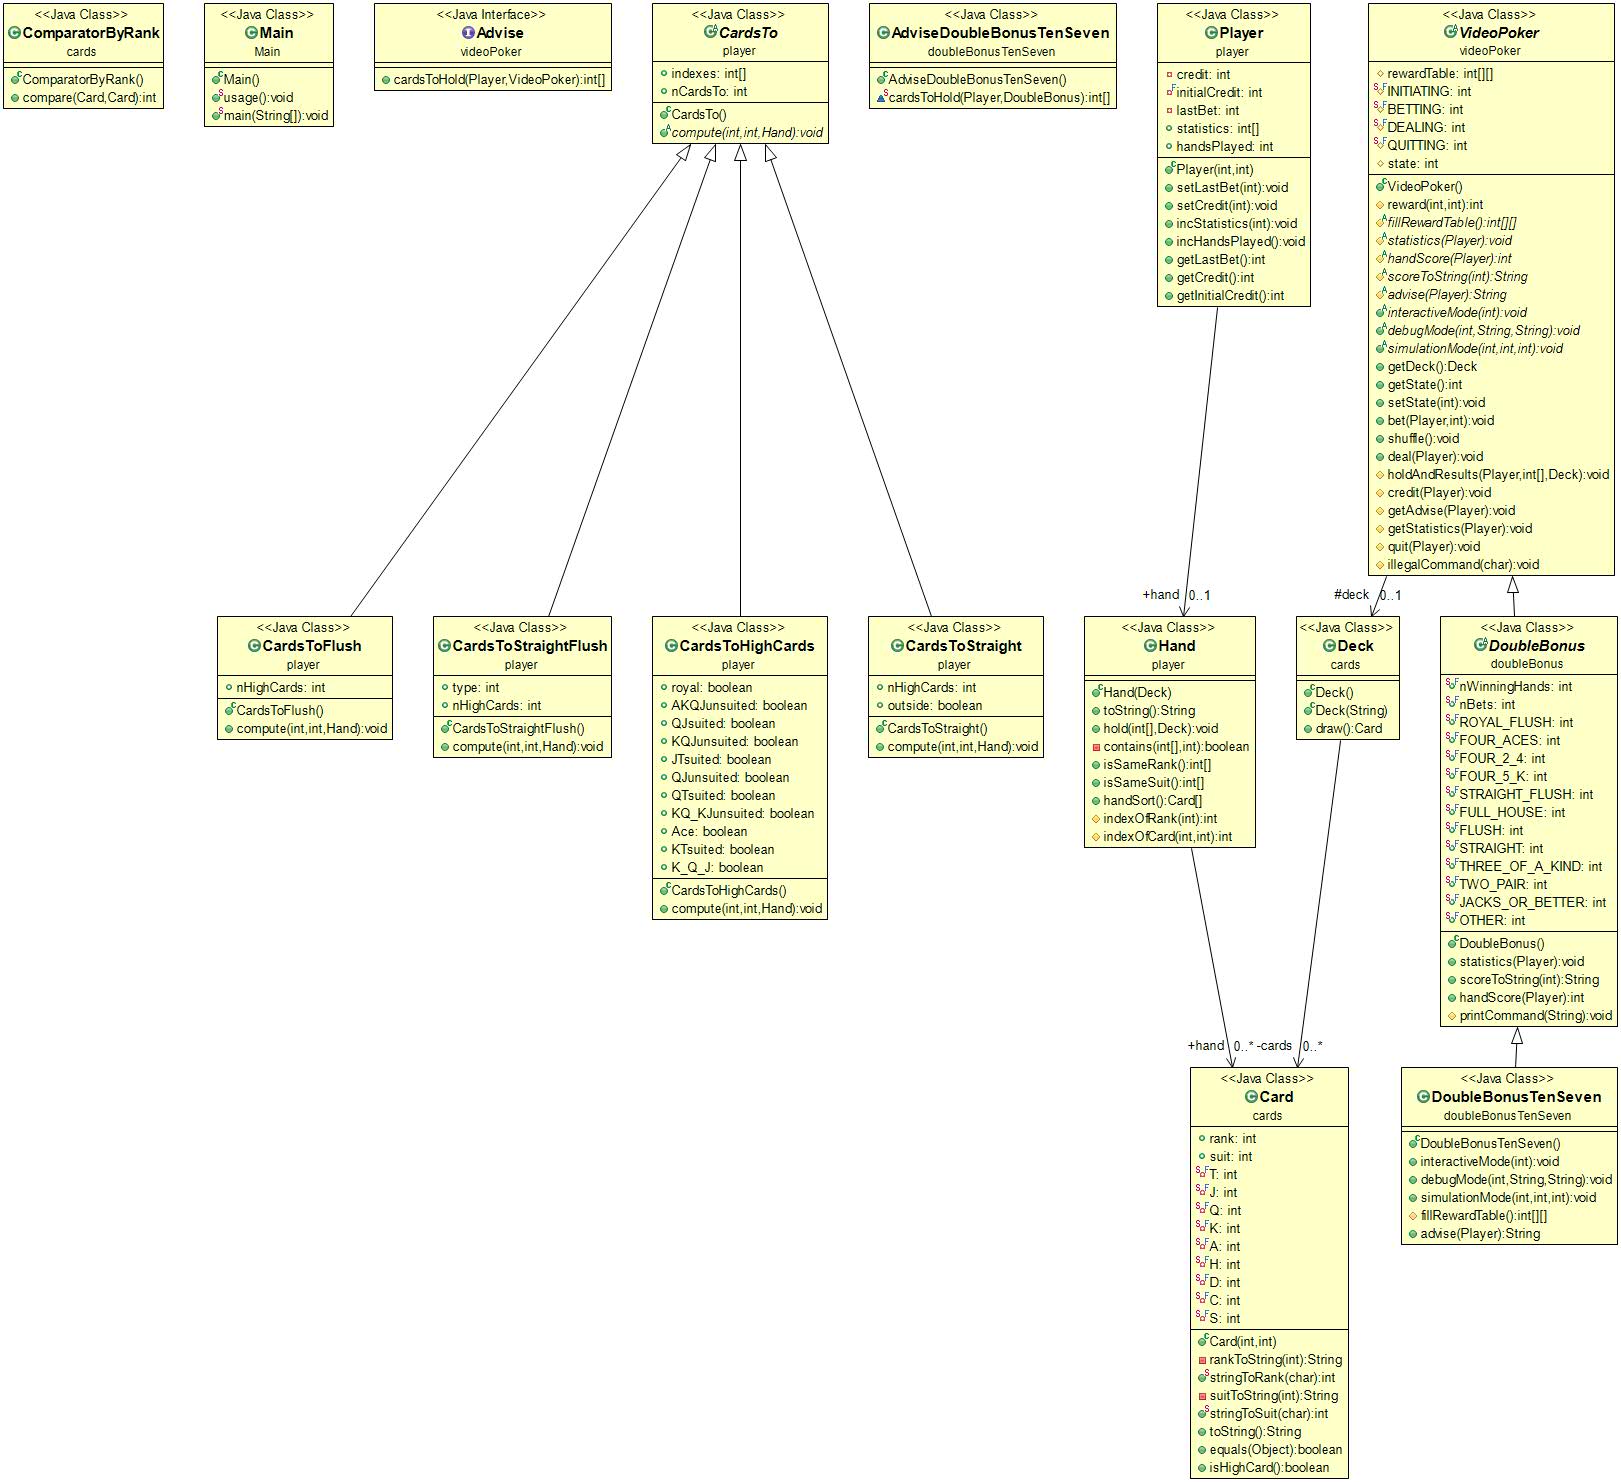 <<Java Class>>
ComparatorByRank
cards
ComparatorByRank()
compare(Card,Card):int
<<Java Class>>
Main
Main
Main()
usage():void
main(String[]):void
<<Java Interface>>
Advise
videoPoker
cardsToHold(Player,VideoPoker):int[]
<<Java Class>>
CardsTo
player
indexes: int[]
nCardsTo: int
CardsTo()
compute(int,int,Hand):void
<<Java Class>>
AdviseDoubleBonusTenSeven
doubleBonusTenSeven
AdviseDoubleBonusTenSeven()
cardsToHold(Player,DoubleBonus):int[]
<<Java Class>>
Player
player
credit: int
initialCredit: int
lastBet: int
statistics: int[]
handsPlayed: int
Player(int,int)
setLastBet(int):void
setCredit(int):void
incStatistics(int):void
incHandsPlayed():void
getLastBet():int
getCredit():int
getInitialCredit():int
<<Java Class>>
VideoPoker
videoPoker
rewardTable: int[][]
INITIATING: int
BETTING: int
DEALING: int
QUITTING: int
state: int
VideoPoker()
reward(int,int):int
fillRewardTable():int[][]
statistics(Player):void
handScore(Player):int
scoreToString(int):String
advise(Player):String
interactiveMode(int):void
debugMode(int,String,String):void
simulationMode(int,int,int):void
getDeck():Deck
getState():int
setState(int):void
bet(Player,int):void
shuffle():void
deal(Player):void
holdAndResults(Player,int[],Deck):void
credit(Player):void
getAdvise(Player):void
getStatistics(Player):void
quit(Player):void
illegalCommand(char):void
+hand 0..1
#deck 0..1
<<Java Class>>
CardsToFlush
player
nHighCards: int
CardsToFlush()
compute(int,int,Hand):void
<<Java Class>>
CardsToStraightFlush
player
type: int
nHighCards: int
CardsToStraightFlush()
compute(int,int,Hand):void
<<Java Class>>
CardsToHighCards
player
royal: boolean
AKQJunsuited: boolean
QJsuited: boolean
KQJunsuited: boolean
JTsuited: boolean
QJunsuited: boolean
QTsuited: boolean
KQ_KJunsuited: boolean
Ace: boolean
KTsuited: boolean
K_Q_J: boolean
CardsToHighCards()
compute(int,int,Hand):void
<<Java Class>>
CardsToStraight
player
nHighCards: int
outside: boolean
CardsToStraight()
compute(int,int,Hand):void
<<Java Class>>
Hand
player
Hand(Deck)
toString():String
hold(int[],Deck):void
contains(int[],int):boolean
isSameRank():int[]
isSameSuit():int[]
handSort():Card[]
indexOfRank(int):int
indexOfCard(int,int):int
<<Java Class>>
Deck
cards
Deck()
Deck(String)
draw():Card
<<Java Class>>
DoubleBonus
doubleBonus
nWinningHands: int
nBets: int
ROYAL_FLUSH: int
FOUR_ACES: int
FOUR_2_4: int
FOUR_5_K: int
STRAIGHT_FLUSH: int
FULL_HOUSE: int
FLUSH: int
STRAIGHT: int
THREE_OF_A_KIND: int
TWO_PAIR: int
JACKS_OR_BETTER: int
OTHER: int
DoubleBonus()
statistics(Player):void
scoreToString(int):String
handScore(Player):int
printCommand(String):void
+hand 0..* -cards 0..*
<<Java Class>>
Card
cards
rank: int
suit: int
T: int
J: int
Q: int
K: int
A: int
H: int
D: int
C: int
S: int
Card(int,int)
rankToString(int):String
stringToRank(char):int
suitToString(int):String
stringToSuit(char):int
toString():String
equals(Object):boolean
isHighCard():boolean
<<Java Class>>
DoubleBonusTenSeven
doubleBonusTenSeven
DoubleBonusTenSeven()
interactiveMode(int):void
debugMode(int,String,String):void
simulationMode(int,int,int):void
fillRewardTable():int[][]
advise(Player):String